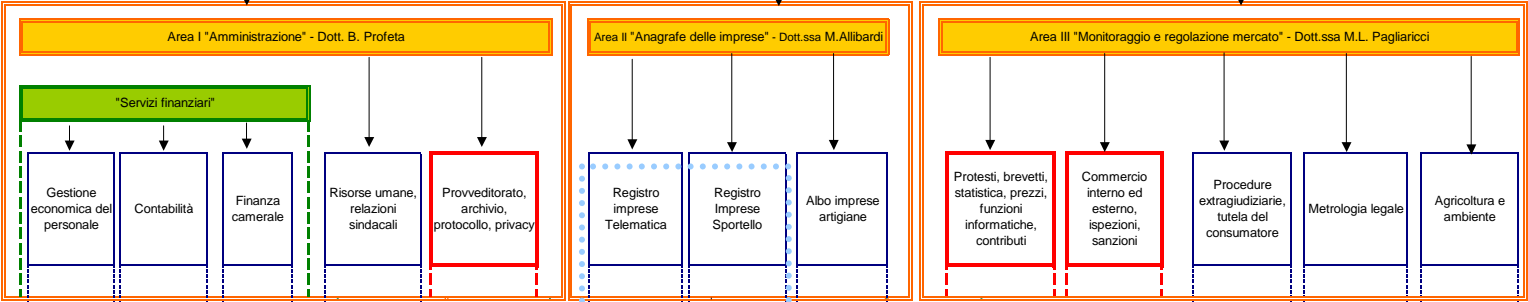 Area I "Amministrazione" - Dott. B. Profeta
"Servizi finanziari"
Gestione
economica del
personale
Contabilità
Finanza
camerale
Risorse umane,
relazioni
sindacali
Provveditorato,
archivio,
protocollo, privacy
Area II "Anagrafe delle imprese" - Dott.ssa M.Allibardi
Registro
imprese
Telematica
Registro
Imprese
Sportello
Albo imprese
artigiane
Area III "Monitoraggio e regolazione mercato" - Dott.ssa M.L. Pagliaricci
Protesti, brevetti,
statistica, prezzi,
funzioni
informatiche,
contributi
Commercio
interno ed
esterno,
ispezioni,
sanzioni
Procedure
extragiudiziarie,
tutela del
consumatore
Metrologia legale
Agricoltura e
ambiente